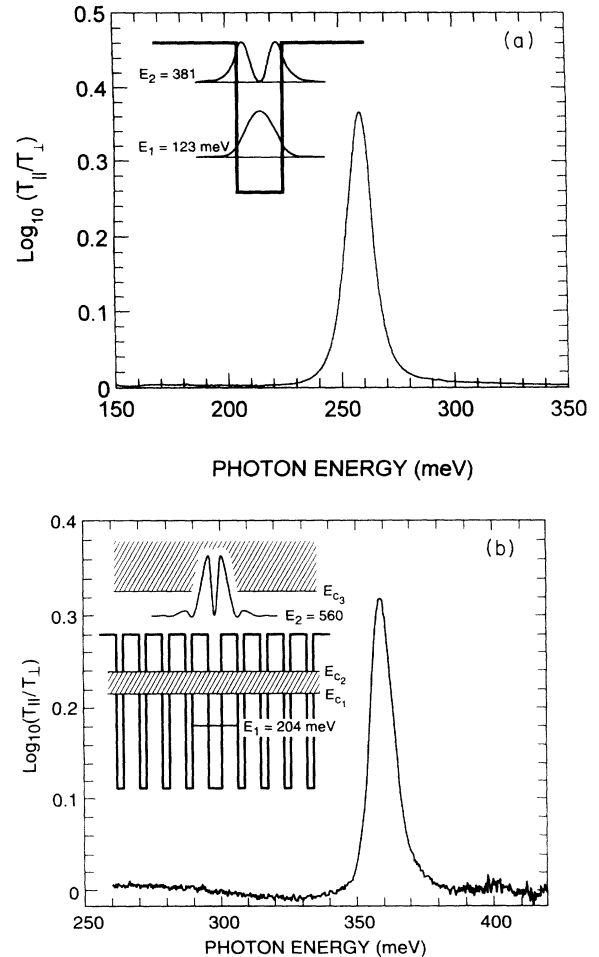 0.5
(a)
0.4
E2 = 381
0.3
E1 = 123 meV
0.2
0.1
0
Log10 (T||/T⊥)
150 200 250 300 350
PHOTON ENERGY (meV)
0.4
(b)
Ec3
0.3
E2 = 560
Ec2
0.2
Ec1
E1 = 204 meV
0.1
0
Log10(T||/T⊥)
250 300 350 400
PHOTON ENERGY (meV)